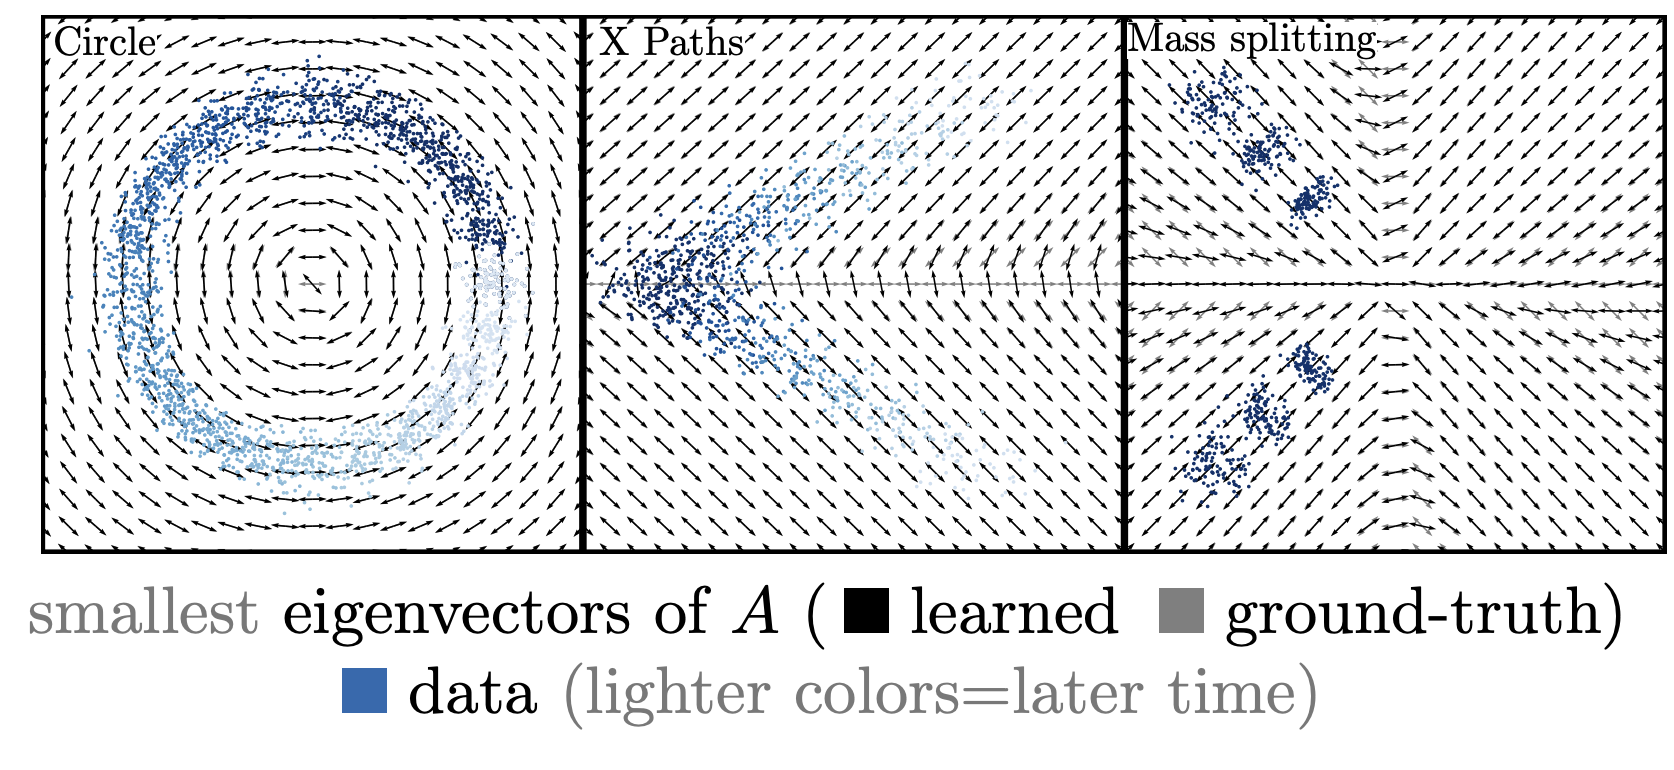 Circle
X Paths
Mass splitting
smallest eigenvectors of A ( learned ground-truth)
data (lighter colors=later time)